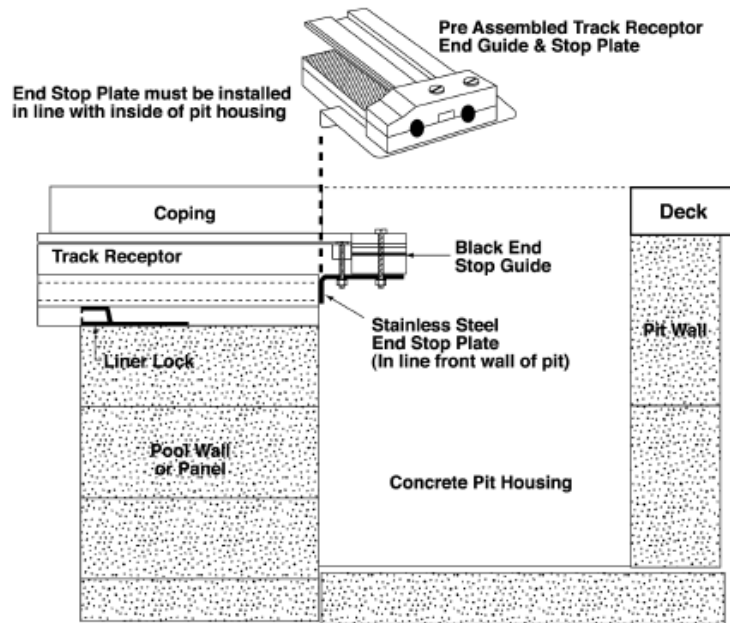 Pre Assembled Track Receptor
End Guide & Stop Plate
End Stop Plate must be installed
in line with inside of pit housing
Coping
Deck
Track Receptor
Black End
Stop Guide
Stainless Steel
End Stop Plate
(In line front wall of pit)
Pit Wall
Liner Lock
Pool Wall
or Panel
Concrete Pit Housing